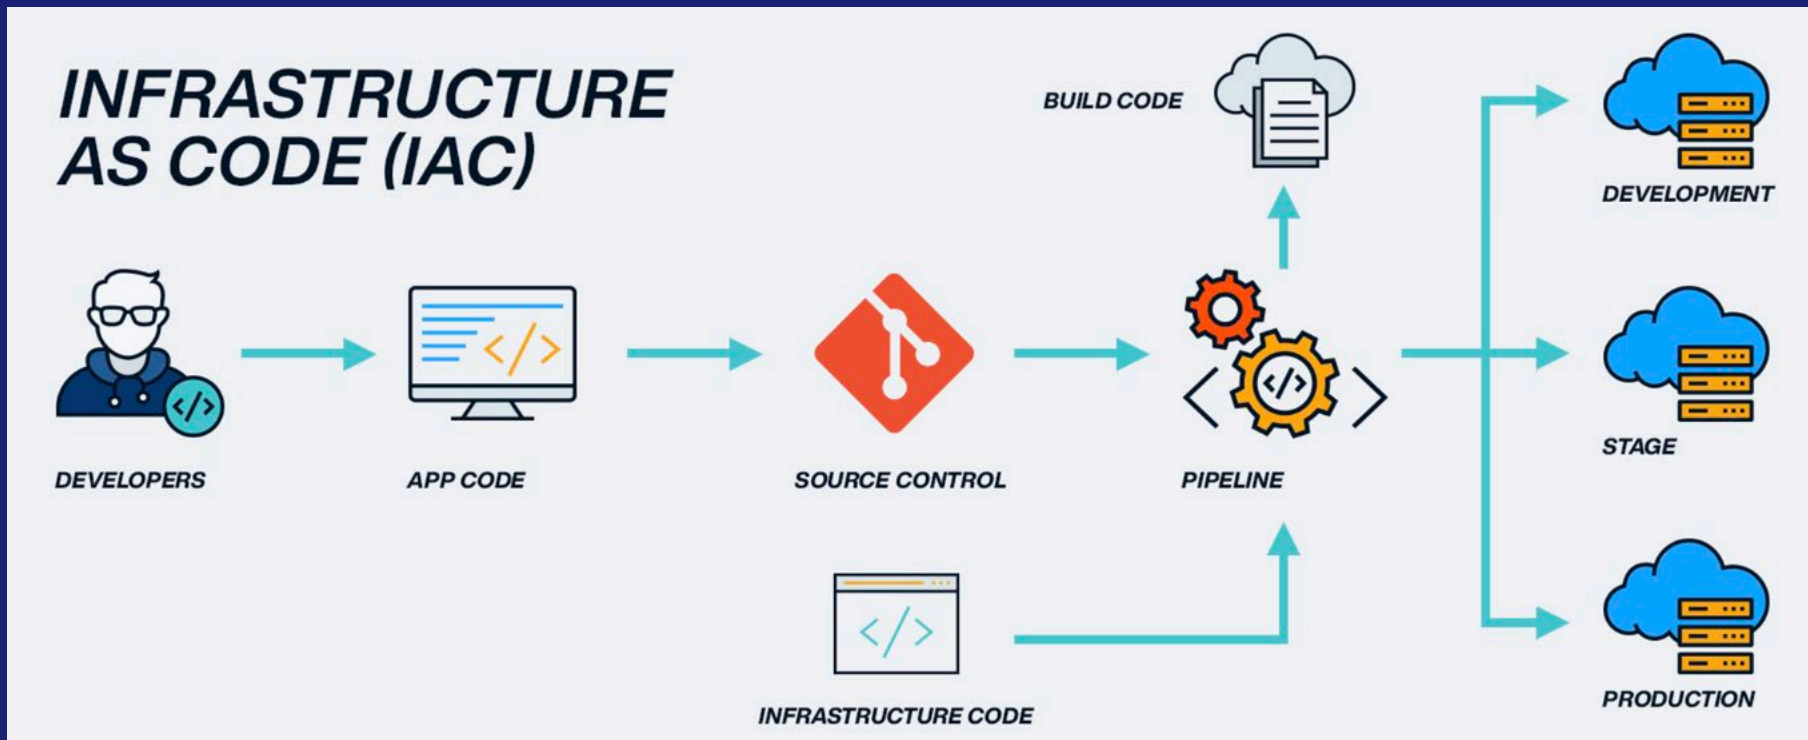 INFRASTRUCTURE
AS CODE (IAC)
BUILD CODE
DEVELOPMENT
DEVELOPERS
APP CODE
SOURCE CONTROL
PIPELINE
STAGE
INFRASTRUCTURE CODE
PRODUCTION